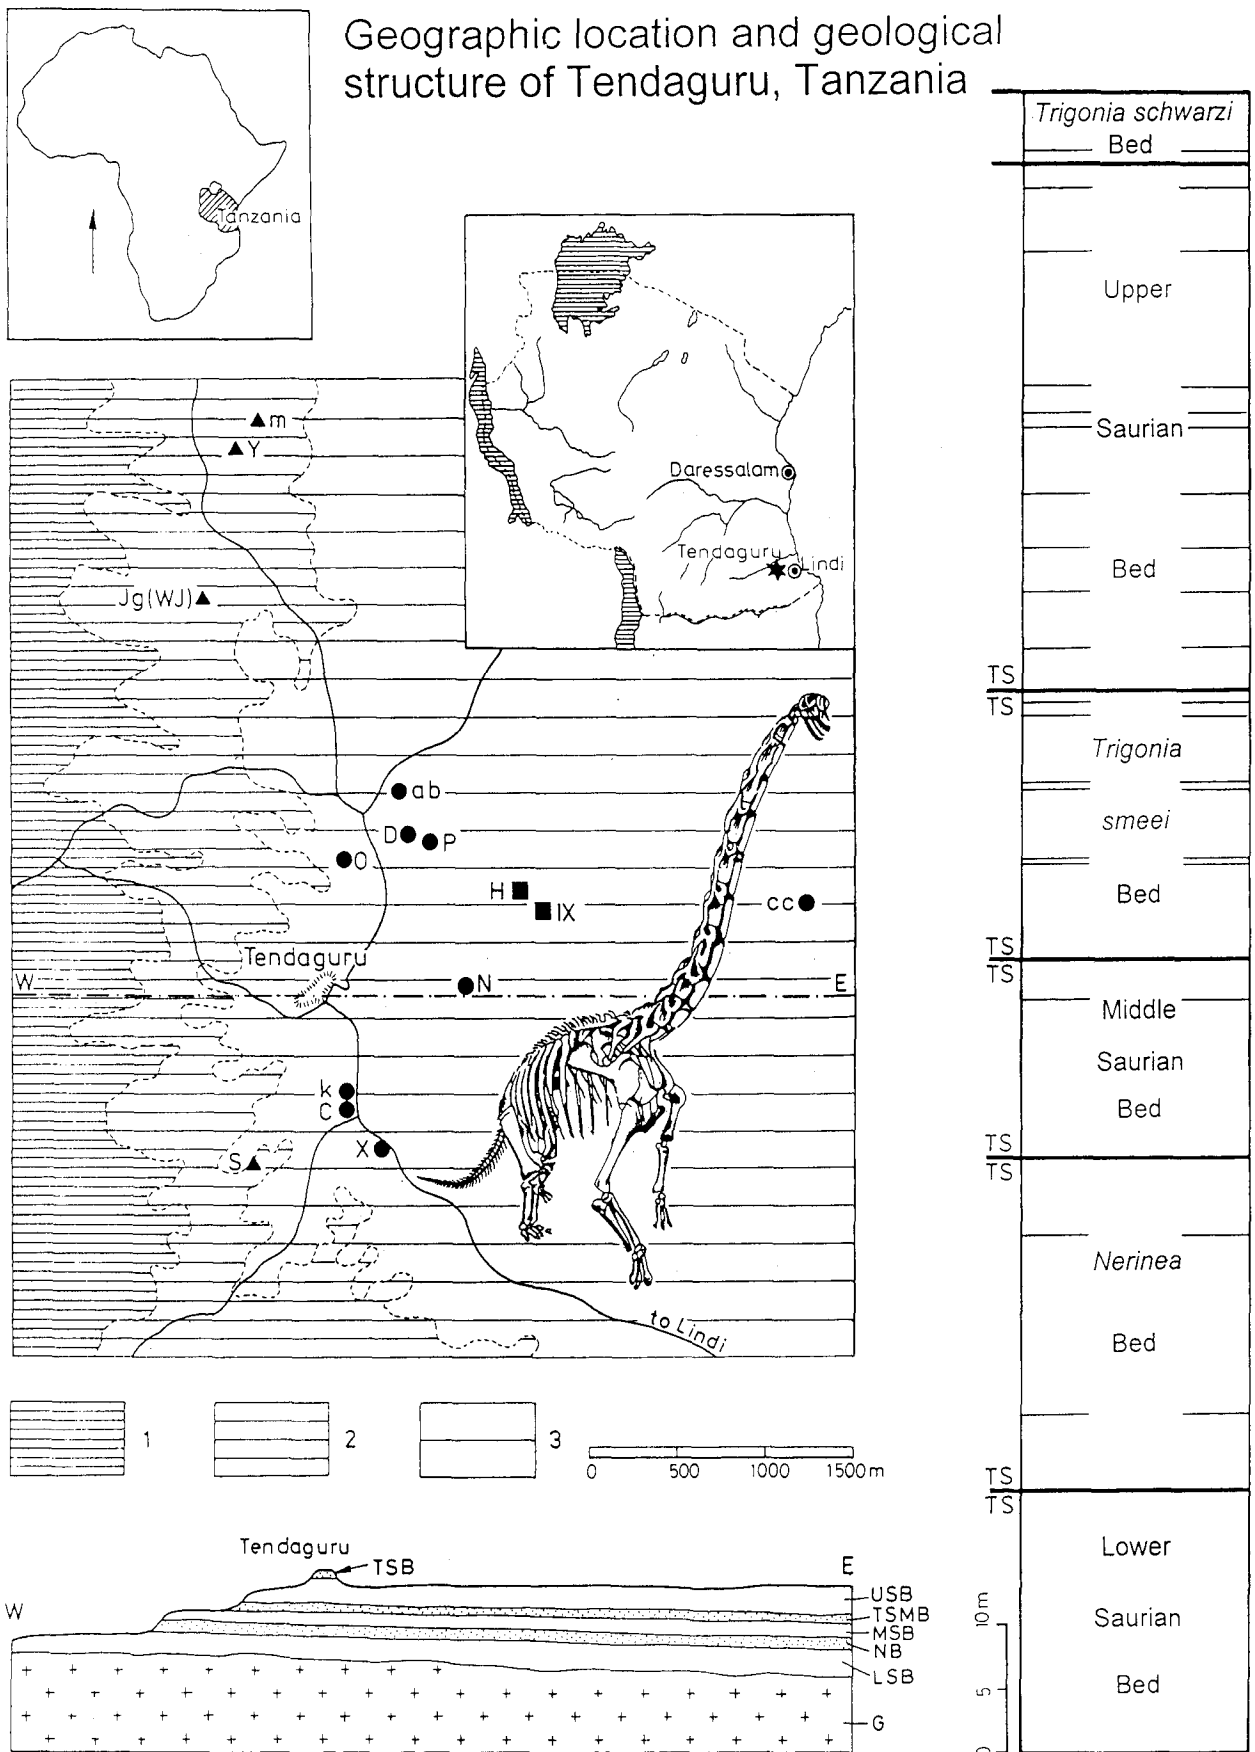 Geographic location and geological
structure of Tendaguru, Tanzania
Tanzania
Daressalam
Tendaguru
Lindi
m
Y
Jg(WJ)
ab
D
P
O
H
IX
cc
Tendaguru
W
E
N
k
C
X
S
to Lindi
1
2
3
0
500
1000
1500m
Tendaguru
TSB
W
E
USB
TSMB
MSB
NB
LSB
G
Trigonia schwarzi
Bed
Upper
Saurian
Bed
TS
TS
Trigonia
smeei
Bed
TS
TS
Middle
Saurian
Bed
TS
TS
Nerinea
Bed
TS
TS
Lower
Saurian
Bed
10m
5
0